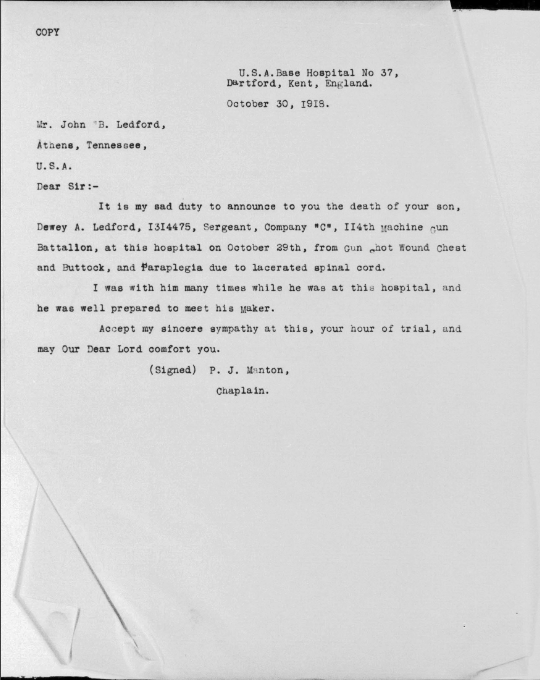 COPY
U.S.A.Base Hospital No 37,
Dartford, Kent, England.
October 30, I9I8.
Mr. John B. Ledford,
Athens, Tennessee,
U.S.A.
Dear Sir:-
It is my sad duty to announce to you the death of your son,
Dewey A. Ledford, I3I4475, Sergeant, Company "C", II4th Machine Gun
Battalion, at this hospital on October 29th, from Gun Shot Wound Chest
and Buttock, and Paraplegia due to lacerated spinal cord.
I was with him many times while he was at this hospital, and
he was well prepared to meet his Maker.
Accept my sincere sympathy at this, your hour of trial, and
may Our Dear Lord comfort you.
(Signed) P. J. Manton,
Chaplain.